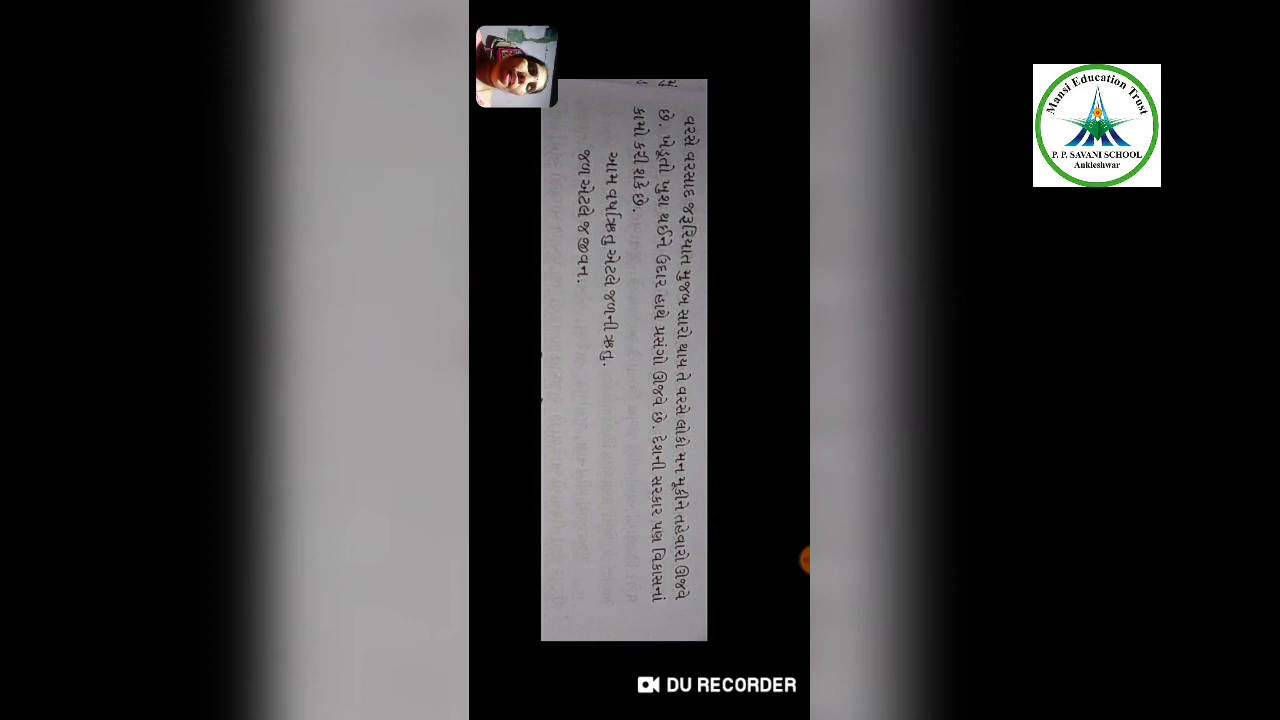 વરસે વરસાદ જરૂરિયાત મુજબ સારો થાય તે વરસે લોકો મન મૂકીને તહેવારો ઊજવે
છે. ખેડૂતો ખુશ થઈને ઉદાર હાથે પ્રસંગો ઊજવે છે. દેશની સરકાર પણ વિકાસનાં
કામો કરી શકે છે.
આમ વર્ષાઋતુ એટલે જળની ઋતુ.
જળ એટલે જ જીવન.
Mansi Education Trust
P. P. SAVANI SCHOOL
Ankleshwar
DU RECORDER